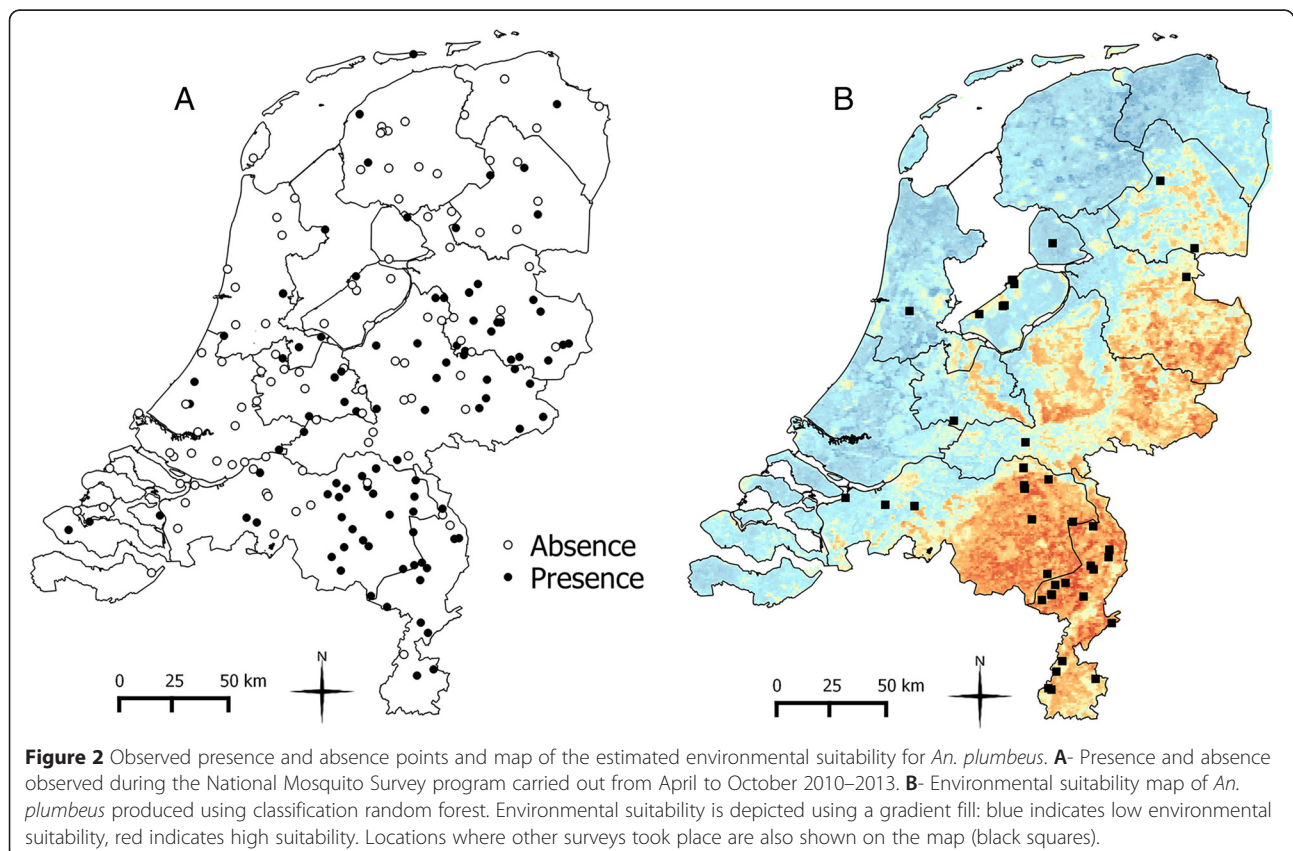 A
B
Absence
Presence
N
0 25 50 km
N
0 25 50 km
Figure 2 Observed presence and absence points and map of the estimated environmental suitability for An. plumbeus. A- Presence and absence
observed during the National Mosquito Survey program carried out from April to October 2010–2013. B- Environmental suitability map of An.
plumbeus produced using classification random forest. Environmental suitability is depicted using a gradient fill: blue indicates low environmental
suitability, red indicates high suitability. Locations where other surveys took place are also shown on the map (black squares).